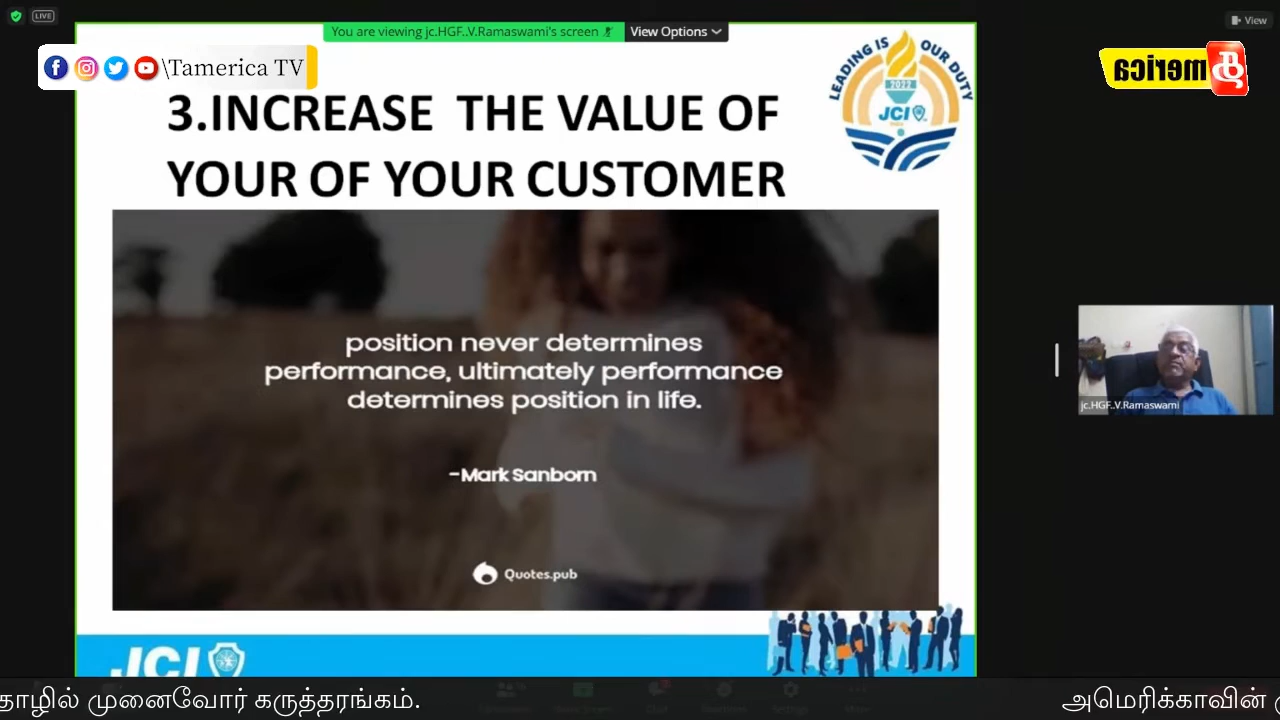 LIVE
You are viewing jc.HGF..V.Ramaswami's screen
View Options
View
\Tamerica TV
merica
LEADING IS OUR DUTY
2022
JCI
3.INCREASE THE VALUE OF
YOUR OF YOUR CUSTOMER
position never determines
performance, ultimately performance
determines position in life.
-Mark Sanborn
Quotes.pub
jc.HGF..V.Ramaswami
JCI
தாழில் முனைவோர் கருத்தரங்கம்.
அமெரிக்காவின்